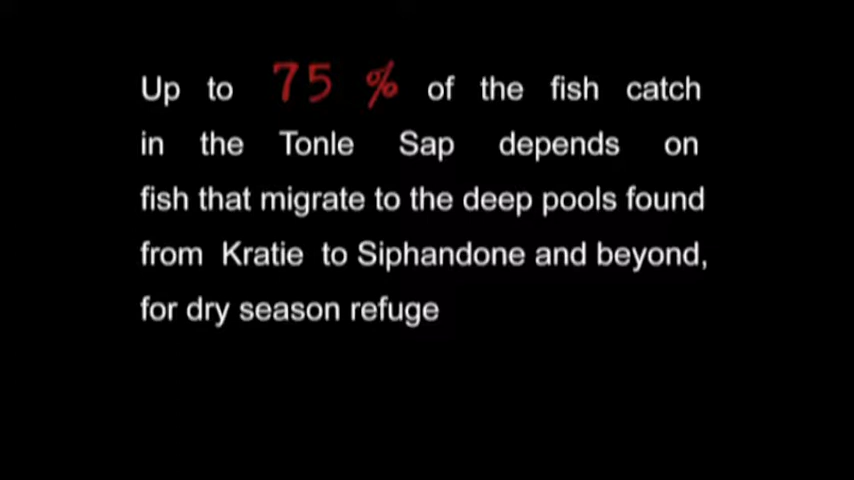 Up to 75 % of the fish catch
in the Tonle Sap depends on
fish that migrate to the deep pools found
from Kratie to Siphandone and beyond,
for dry season refuge